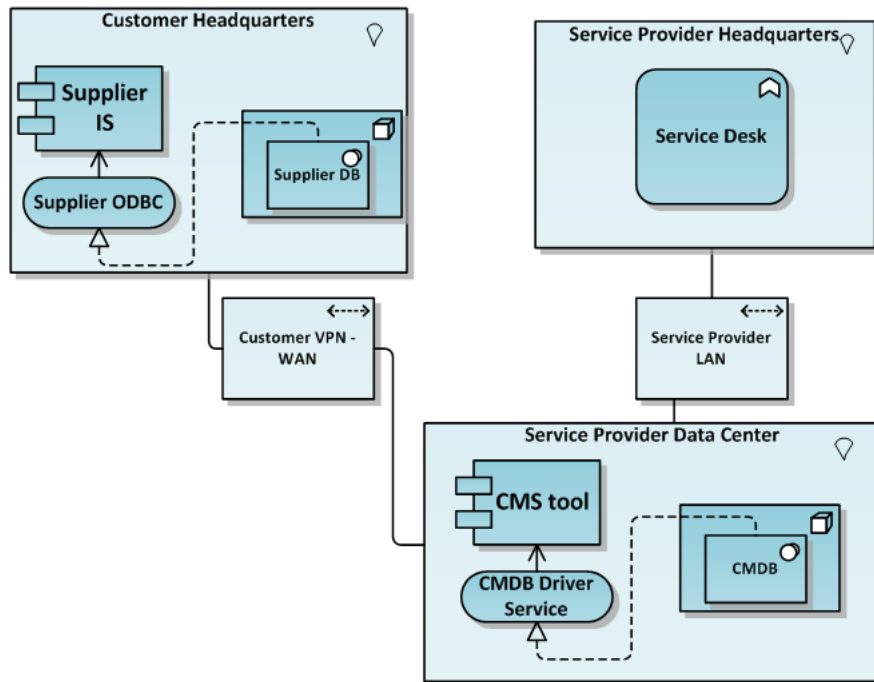 Customer Headquarters
Supplier
IS
Supplier DB
Supplier ODBC
Service Provider Headquarters
Service Desk
Customer VPN -
WAN
Service Provider
LAN
Service Provider Data Center
CMS tool
CMDB
CMDB Driver
Service